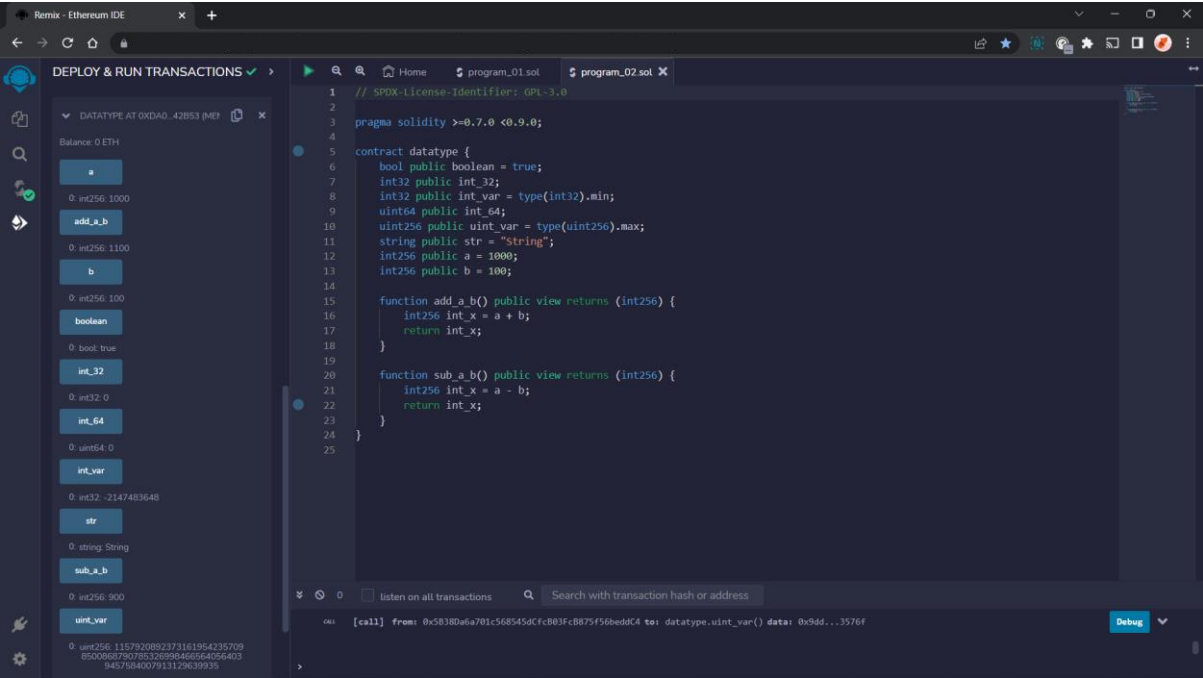 Remix - Ethereum IDE
DEPLOY & RUN TRANSACTIONS
DATATYPE AT 0XDA0...42B53 (MEM
Balance: 0 ETH
a
0: int256: 1000
add_a_b
0: int256: 1100
b
0: int256: 100
boolean
0: bool: true
int_32
0: int32: 0
int_64
0: uint64: 0
int_var
0: int32: -2147483648
str
0: string: String
sub_a_b
0: int256: 900
uint_var
0: uint256: 115792089237316195423570985008687907853269984665640564039457584007913129639935
Home
program_01.sol
program_02.sol
1 // SPDX-License-Identifier: GPL-3.0
2
3 pragma solidity >=0.7.0 <0.9.0;
4
5 contract datatype {
6 bool public boolean = true;
7 int32 public int_32;
8 int32 public int_var = type(int32).min;
9 uint64 public int_64;
10 uint256 public uint_var = type(uint256).max;
11 string public str = "String";
12 int256 public a = 1000;
13 int256 public b = 100;
14
15 function add_a_b() public view returns (int256) {
16 int256 int_x = a + b;
17 return int_x;
18 }
19
20 function sub_a_b() public view returns (int256) {
21 int256 int_x = a - b;
22 return int_x;
23 }
24 }
25
0
listen on all transactions
Search with transaction hash or address
CALL [call] from: 0x5B38Da6a701c568545dCfcB03FcB875f56beddC4 to: datatype.uint_var() data: 0x9dd...3576f
Debug
>